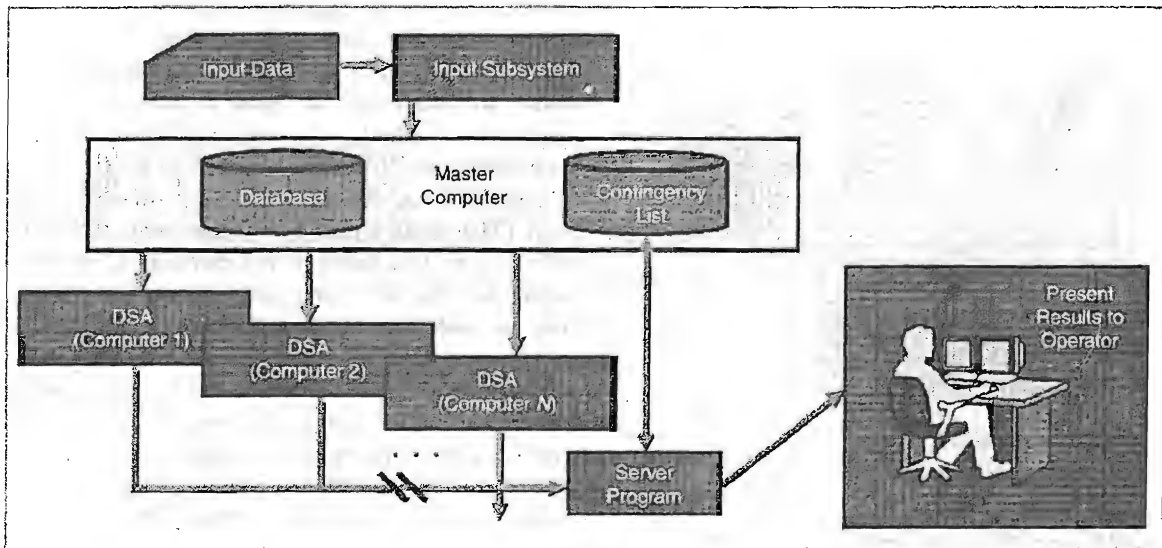 Input Data
Input Subsystem
Database
Master
Computer
Contingency
List
DSA
(Computer 1)
DSA
(Computer 2)
DSA
(Computer N)
. . .
Server
Program
Present
Results to
Operator